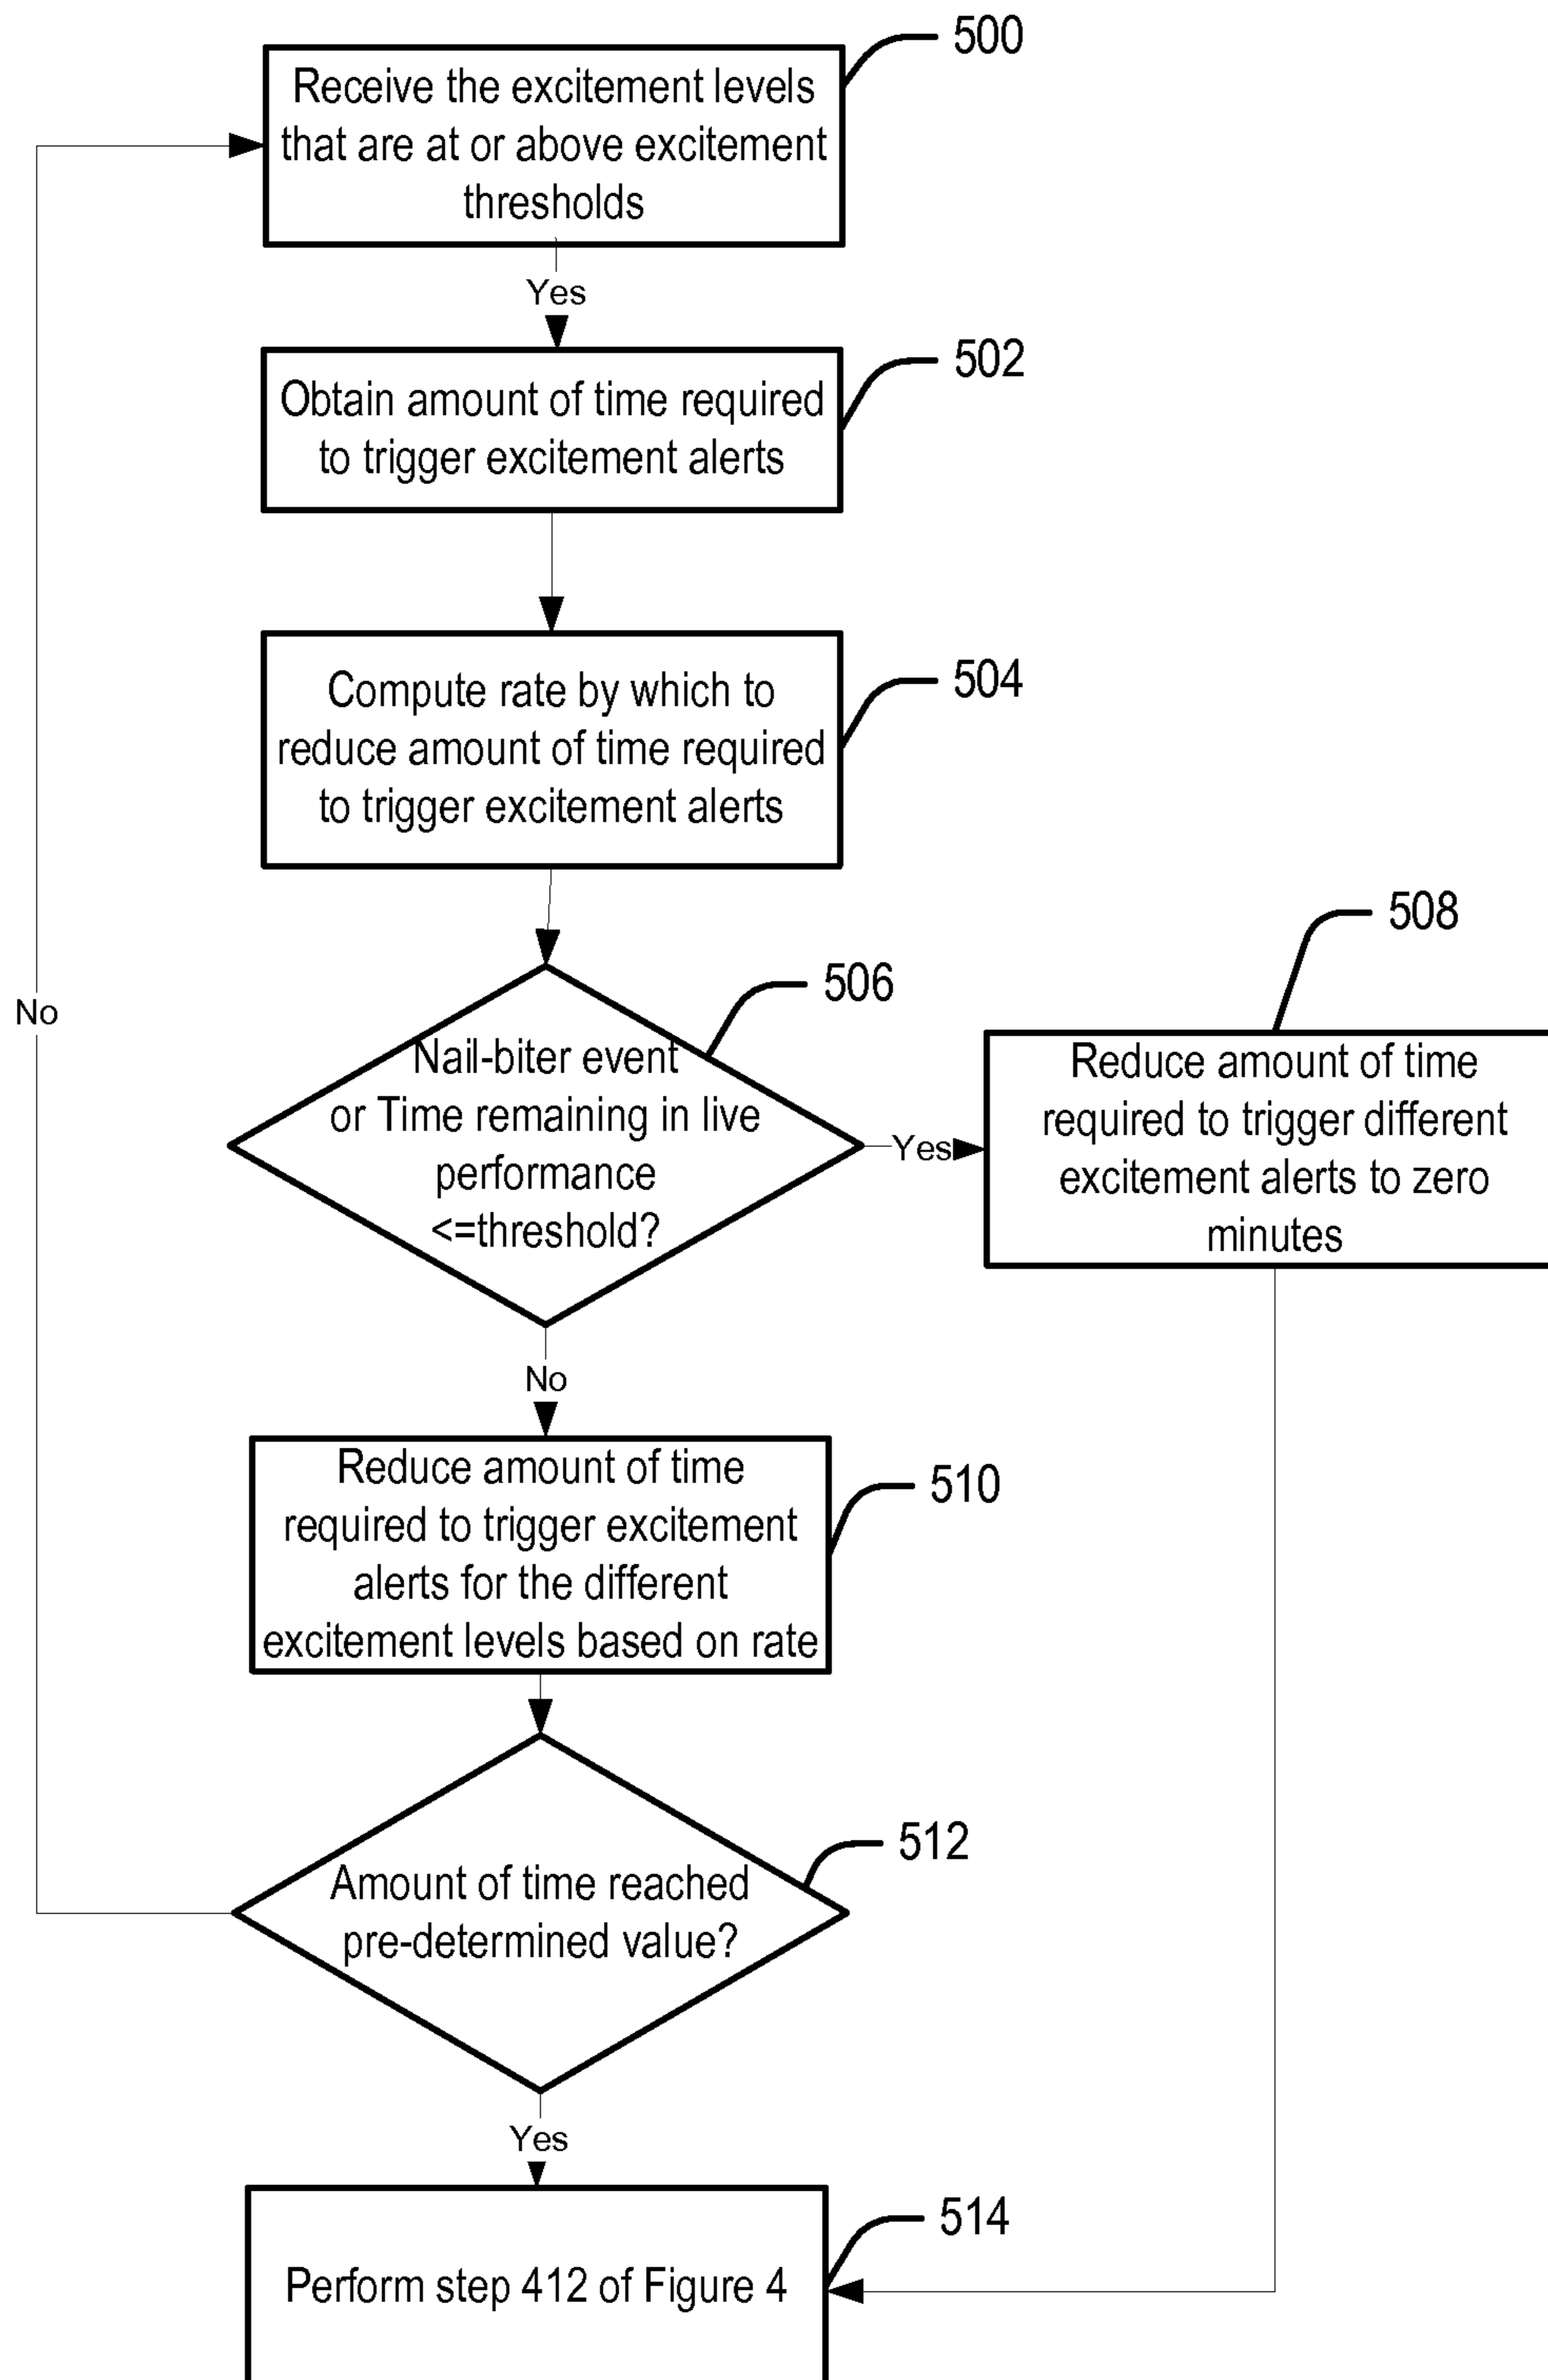 500
Receive the excitement levels
that are at or above excitement
thresholds
Yes
502
Obtain amount of time required
to trigger excitement alerts
504
Compute rate by which to
reduce amount of time required
to trigger excitement alerts
506
Nail-biter event
or Time remaining in live
performance
<=threshold?
Yes
508
Reduce amount of time
required to trigger different
excitement alerts to zero
minutes
No
No
510
Reduce amount of time
required to trigger excitement
alerts for the different
excitement levels based on rate
512
Amount of time reached
pre-determined value?
Yes
514
Perform step 412 of Figure 4